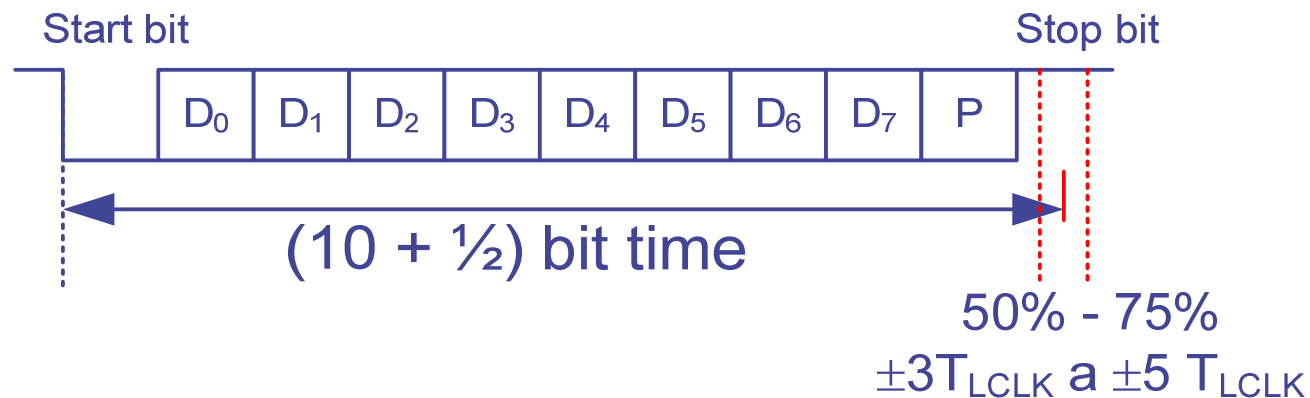 Start bit Stop bit
D0 D1 D2 D3 D4 D5 D6 D7 P
(10 + ½) bit time
50% - 75%
±3TLCLK a ±5 TLCLK